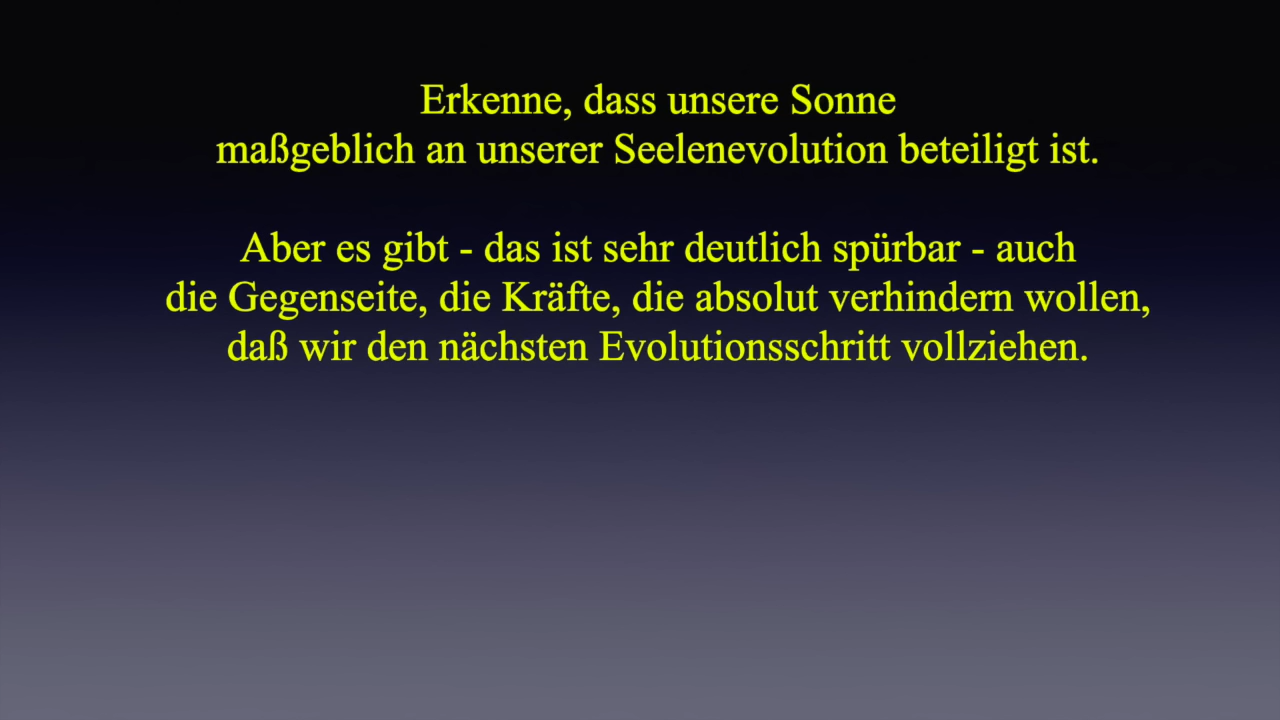 Erkenne, dass unsere Sonne
maßgeblich an unserer Seelenevolution beteiligt ist.
Aber es gibt - das ist sehr deutlich spürbar - auch
die Gegenseite, die Kräfte, die absolut verhindern wollen,
daß wir den nächsten Evolutionsschritt vollziehen.